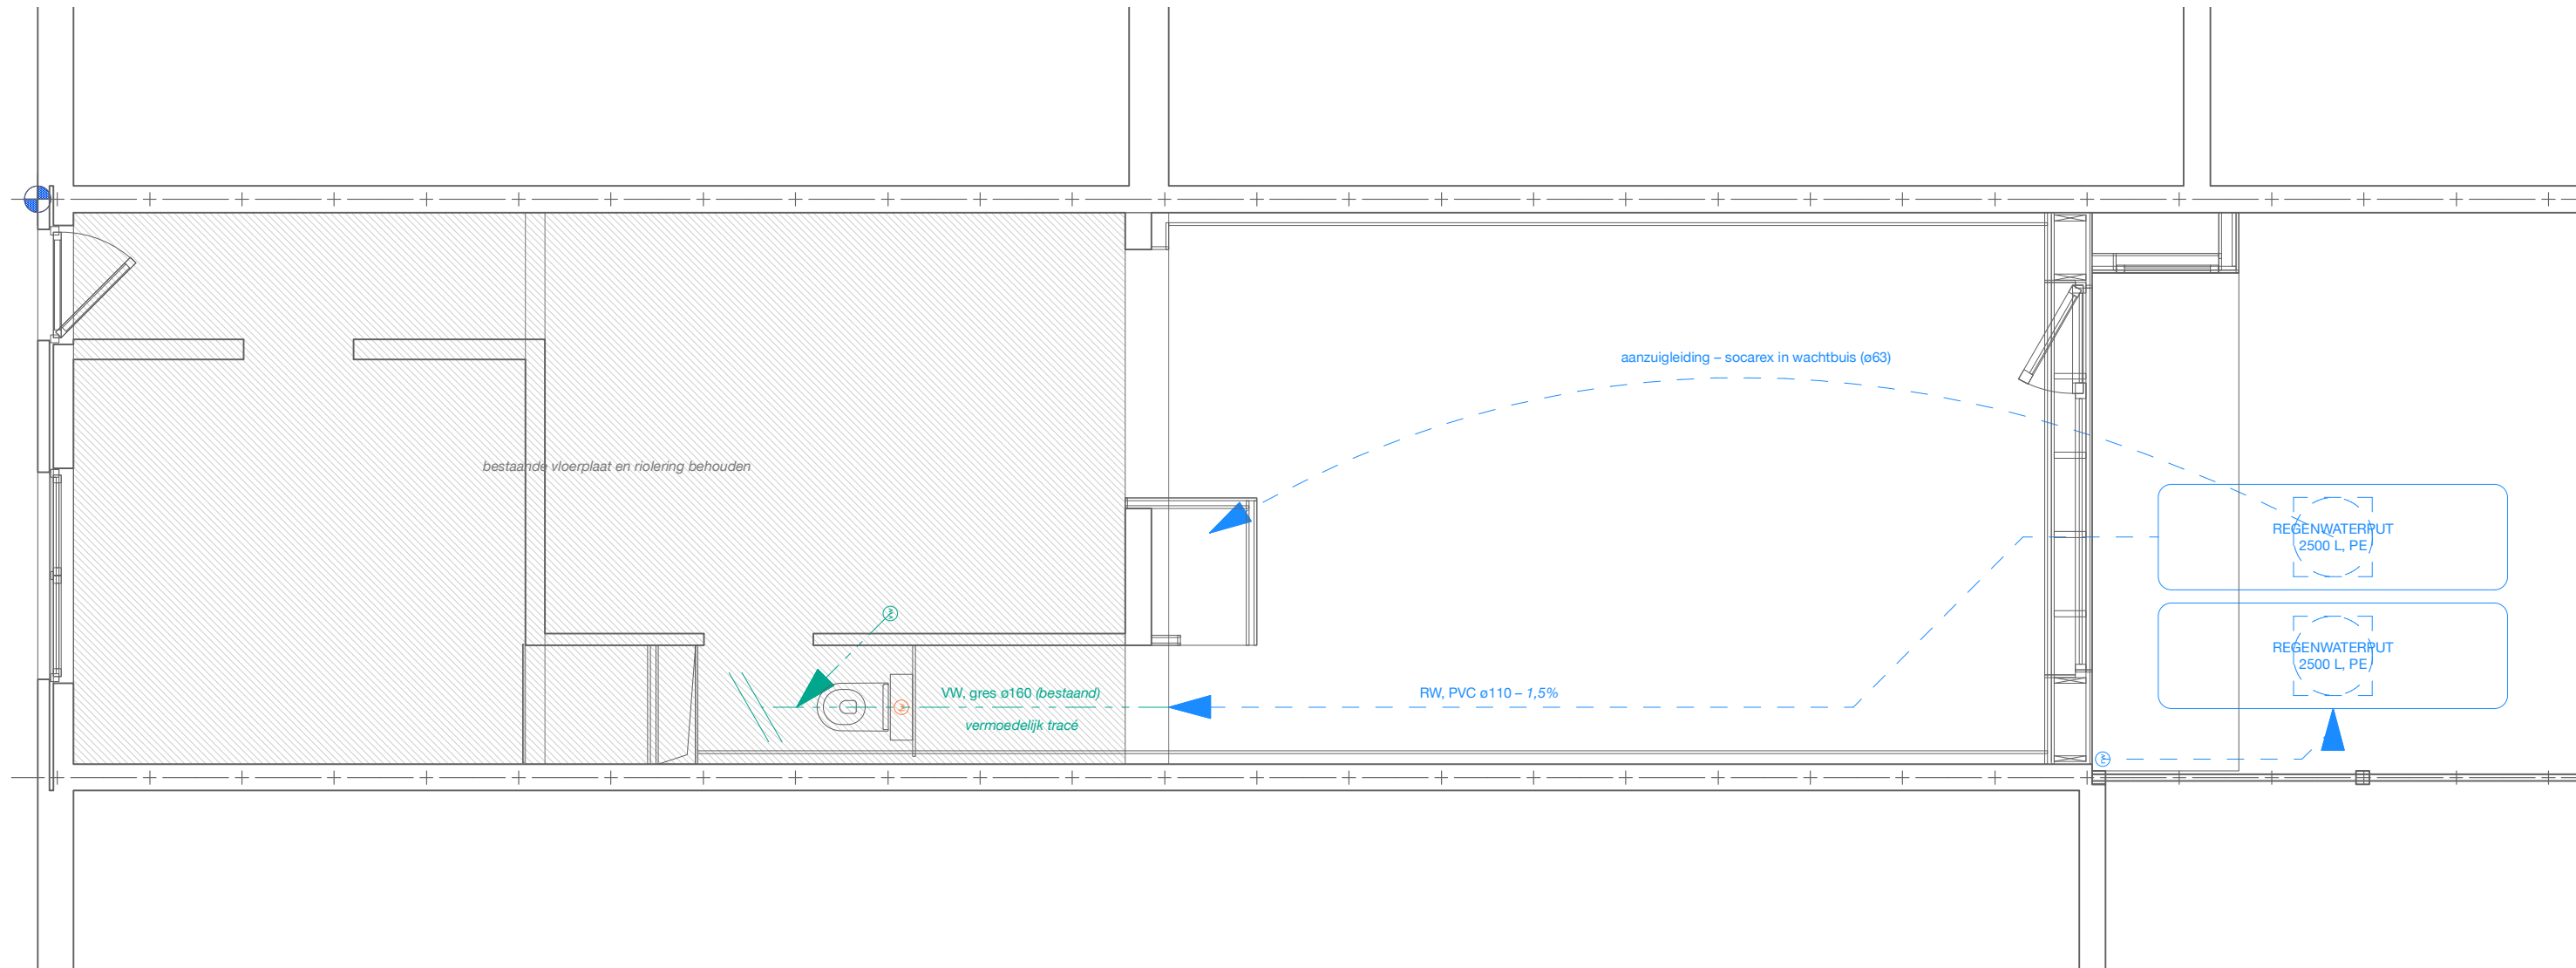 aanzuigleiding – socarex in wachtbuis (ø63)
bestaande vloerplaat en riolering behouden
REGENWATERPUT
2500 L, PE
REGENWATERPUT
2500 L, PE
VW, gres ø160 (bestaand)
vermoedelijk tracé
RW, PVC ø110 – 1,5%